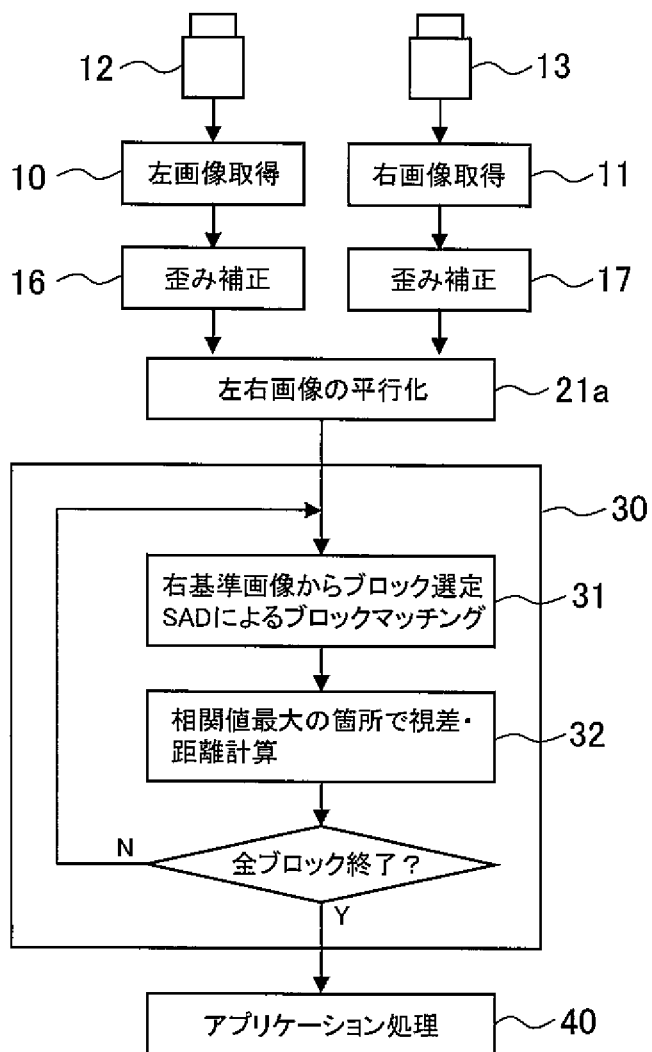 12
13
10
左画像取得
右画像取得
11
16
歪み補正
歪み補正
17
左右画像の平行化
21a
30
右基準画像からブロック選定
SADによるブロックマッチング
31
相関値最大の箇所で視差・
距離計算
32
N
全ブロック終了？
Y
アプリケーション処理
40